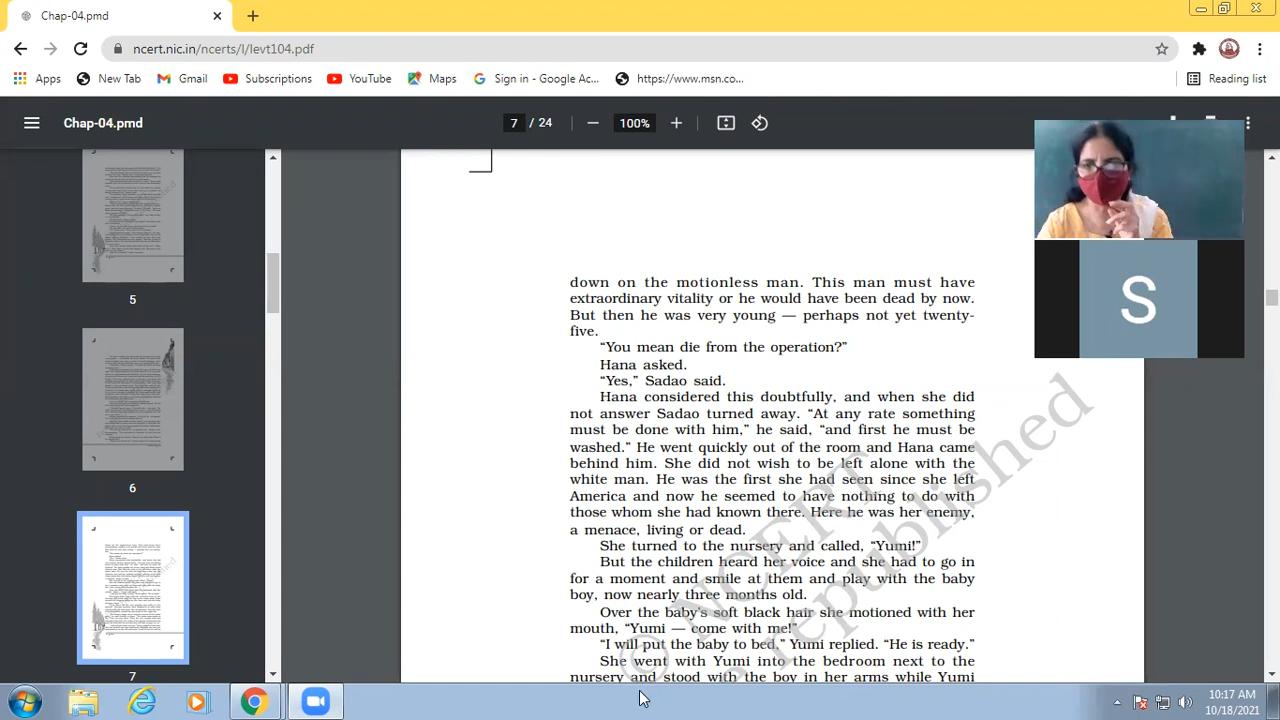 Chap-04.pmd
ncert.nic.in/ncerts/l/levt104.pdf
Apps
New Tab
Gmail
Subscriptions
YouTube
Maps
Sign in - Google Ac...
https://www.msn.co...
Reading list
Chap-04.pmd
7 / 24
100%
5
6
7
S
down on the motionless man. This man must have
extraordinary vitality or he would have been dead by now.
But then he was very young — perhaps not yet twenty-
five.
“You mean die from the operation?”
Hana asked.
“Yes,” Sadao said.
Hana considered this doubtfully, and when she did
not answer Sadao turned away. “At any rate something
must be done with him,” he said, “and first he must be
washed.” He went quickly out of the room and Hana came
behind him. She did not wish to be left alone with the
white man. He was the first she had seen since she left
America and now he seemed to have nothing to do with
those whom she had known there. Here he was her enemy,
a menace, living or dead.
She turned to the nursery and called, “Yumi!”
But the children heard her voice and she had to go in
for a moment and smile at them and play with the baby
boy, now nearly three months old.
Over the baby’s soft black hair she motioned with her
mouth, “Yumi — come with me!”
“I will put the baby to bed,” Yumi replied. “He is ready.”
She went with Yumi into the bedroom next to the
nursery and stood with the boy in her arms while Yumi
© NCERT
republished
10:17 AM
10/18/2021